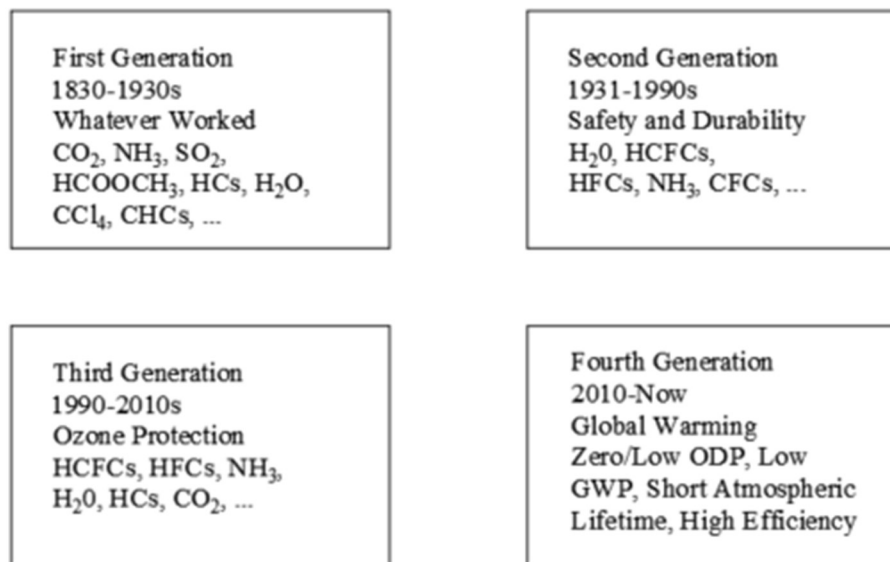 First Generation
1830-1930s
Whatever Worked
CO₂, NH₃, SO₂,
HCOOCH₃, HCs, H₂O,
CCl₄, CHCs, ...
Second Generation
1931-1990s
Safety and Durability
H₂0, HCFCs,
HFCs, NH₃, CFCs, ...
Third Generation
1990-2010s
Ozone Protection
HCFCs, HFCs, NH₃,
H₂0, HCs, CO₂, ...
Fourth Generation
2010-Now
Global Warming
Zero/Low ODP, Low
GWP, Short Atmospheric
Lifetime, High Efficiency